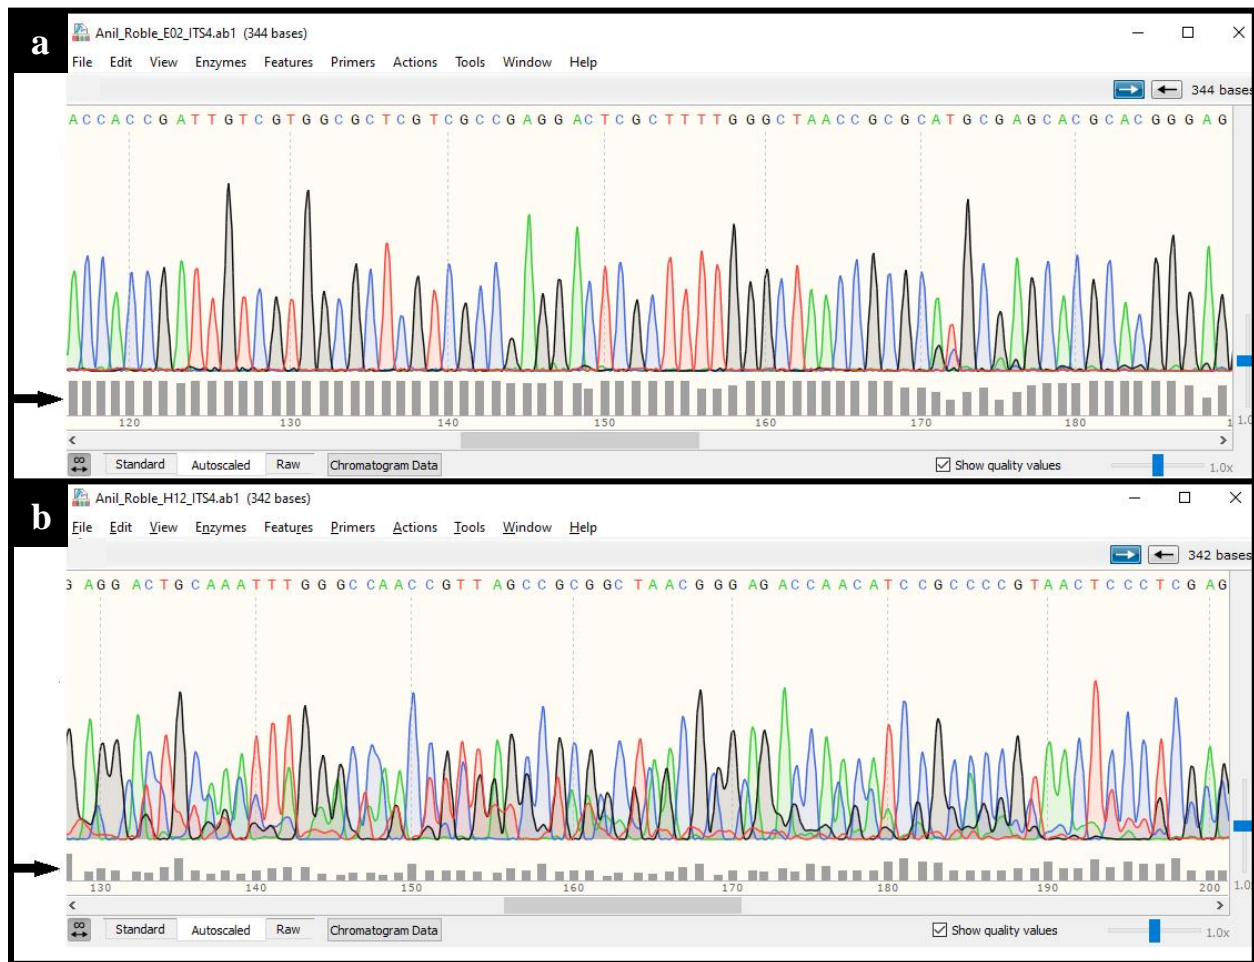 a
Anil_Roble_E02_ITS4.ab1 (344 bases)
File Edit View Enzymes Features Primers Actions Tools Window Help
344 bases
A C C A C C G A T T G T C G T G G C G C T C G T C G C C G A G G A C T C G C T T T T G G G C T A A C C G C G C A T G C G A G C A C G C A C G G G A G
120 130 140 150 160 170 180 1
Standard Autoscaled Raw Chromatogram Data Show quality values 1.0x
b
Anil_Roble_H12_ITS4.ab1 (342 bases)
File Edit View Enzymes Features Primers Actions Tools Window Help
342 bases
G A G G A C T G C A A A T T T G G G C C A A C C G T T A G C C G C G G C T A A C G G G A G A C C A A C A T C C G C C C C G T A A C T C C C T C G A G
130 140 150 160 170 180 190 200
Standard Autoscaled Raw Chromatogram Data Show quality values 1.0x